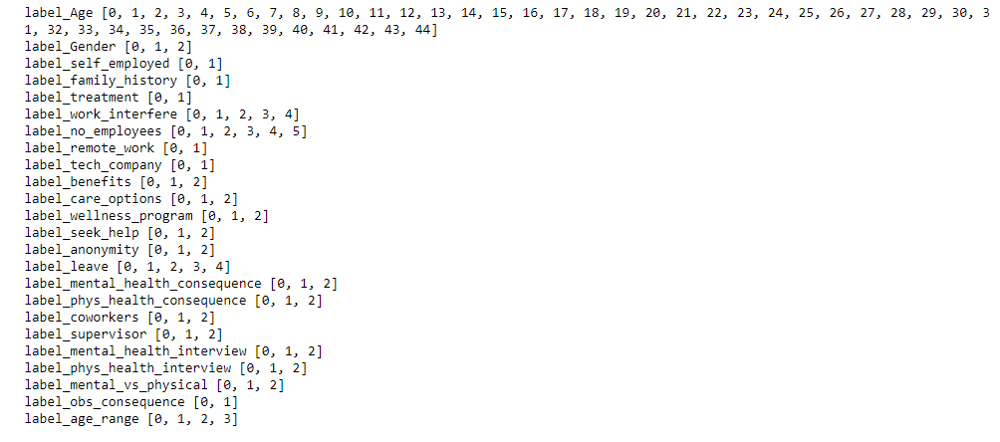 label_Age [0, 1, 2, 3, 4, 5, 6, 7, 8, 9, 10, 11, 12, 13, 14, 15, 16, 17, 18, 19, 20, 21, 22, 23, 24, 25, 26, 27, 28, 29, 30, 3
1, 32, 33, 34, 35, 36, 37, 38, 39, 40, 41, 42, 43, 44]
label_Gender [0, 1, 2]
label_self_employed [0, 1]
label_family_history [0, 1]
label_treatment [0, 1]
label_work_interfere [0, 1, 2, 3, 4]
label_no_employees [0, 1, 2, 3, 4, 5]
label_remote_work [0, 1]
label_tech_company [0, 1]
label_benefits [0, 1, 2]
label_care_options [0, 1, 2]
label_wellness_program [0, 1, 2]
label_seek_help [0, 1, 2]
label_anonymity [0, 1, 2]
label_leave [0, 1, 2, 3, 4]
label_mental_health_consequence [0, 1, 2]
label_phys_health_consequence [0, 1, 2]
label_coworkers [0, 1, 2]
label_supervisor [0, 1, 2]
label_mental_health_interview [0, 1, 2]
label_phys_health_interview [0, 1, 2]
label_mental_vs_physical [0, 1, 2]
label_obs_consequence [0, 1]
label_age_range [0, 1, 2, 3]